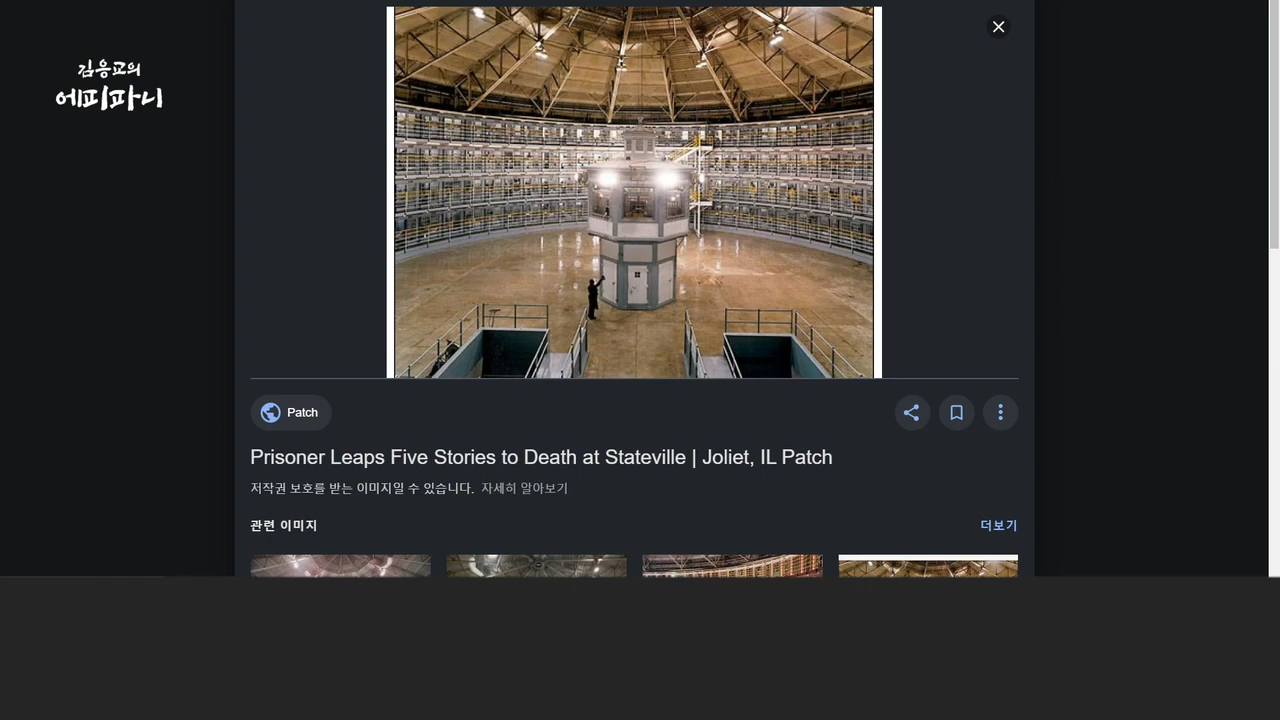 김응교의
에피파니
Patch
Prisoner Leaps Five Stories to Death at Stateville | Joliet, IL Patch
저작권 보호를 받는 이미지일 수 있습니다. 자세히 알아보기
관련 이미지
더보기